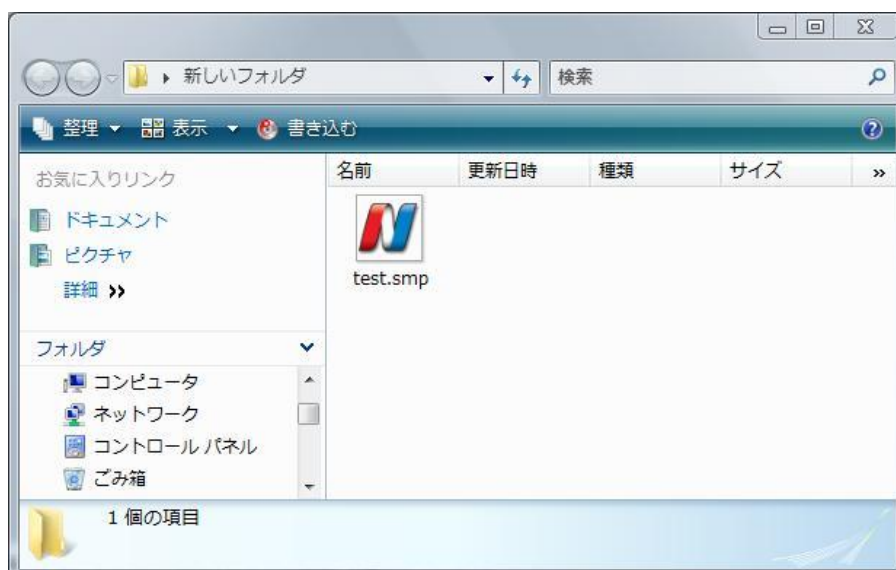 新しいフォルダ
検索
整理 表示 書き込む
お気に入りリンク
ドキュメント
ピクチャ
詳細 »
フォルダ
コンピュータ
ネットワーク
コントロール パネル
ごみ箱
名前 更新日時 種類 サイズ »
test.smp
1 個の項目